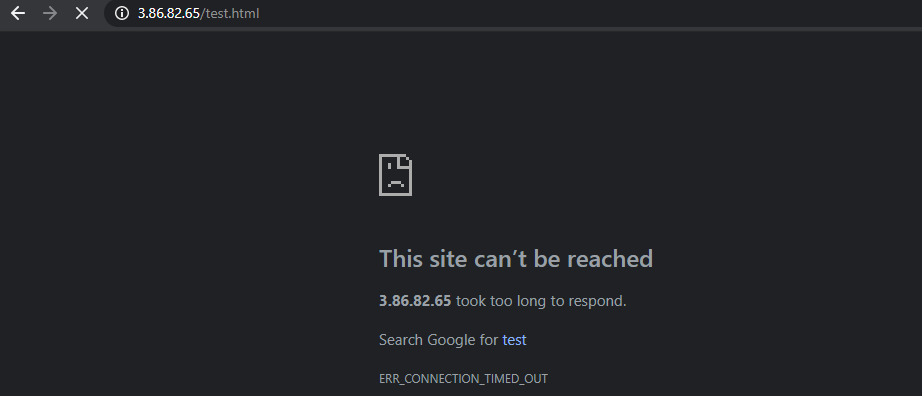 3.86.82.65/test.html
This site can’t be reached
3.86.82.65 took too long to respond.
Search Google for test
ERR_CONNECTION_TIMED_OUT